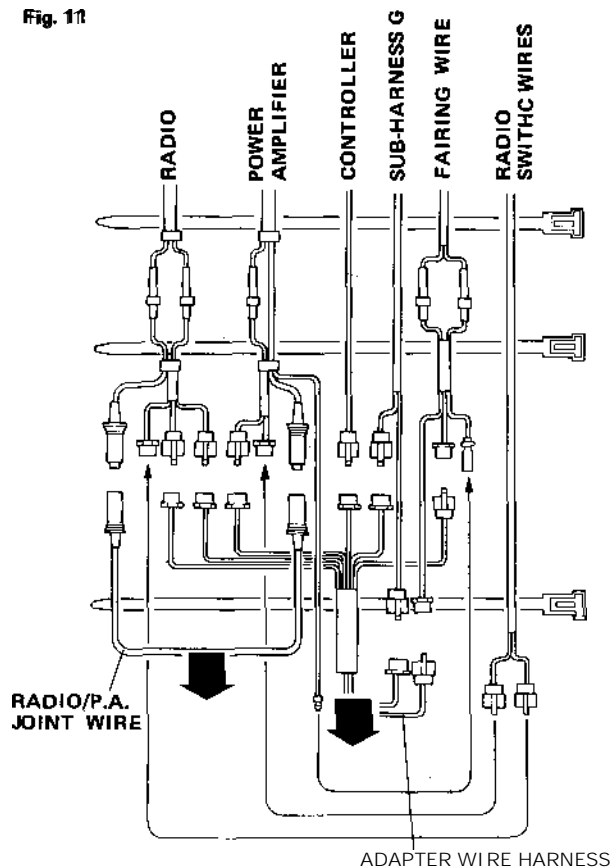 Fig. 11
RADIO
POWER
AMPLIFIER
CONTROLLER
SUB-HARNESS G
FAIRING WIRE
RADIO
SWITHC WIRES
RADIO/P.A.
JOINT WIRE
ADAPTER WIRE HARNESS